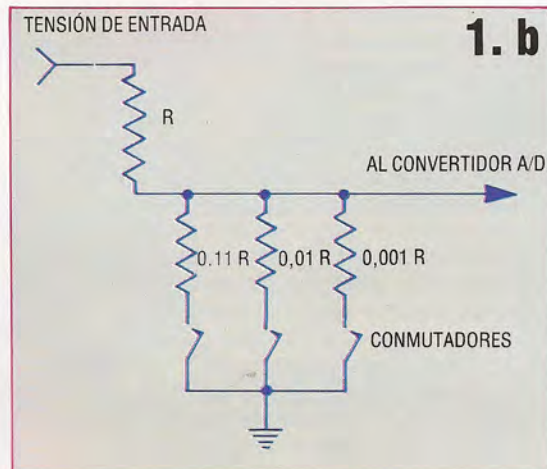 TENSIÓN DE ENTRADA
1. b
R
AL CONVERTIDOR A/D
0.11 R
0,01 R
0,001 R
CONMUTADORES